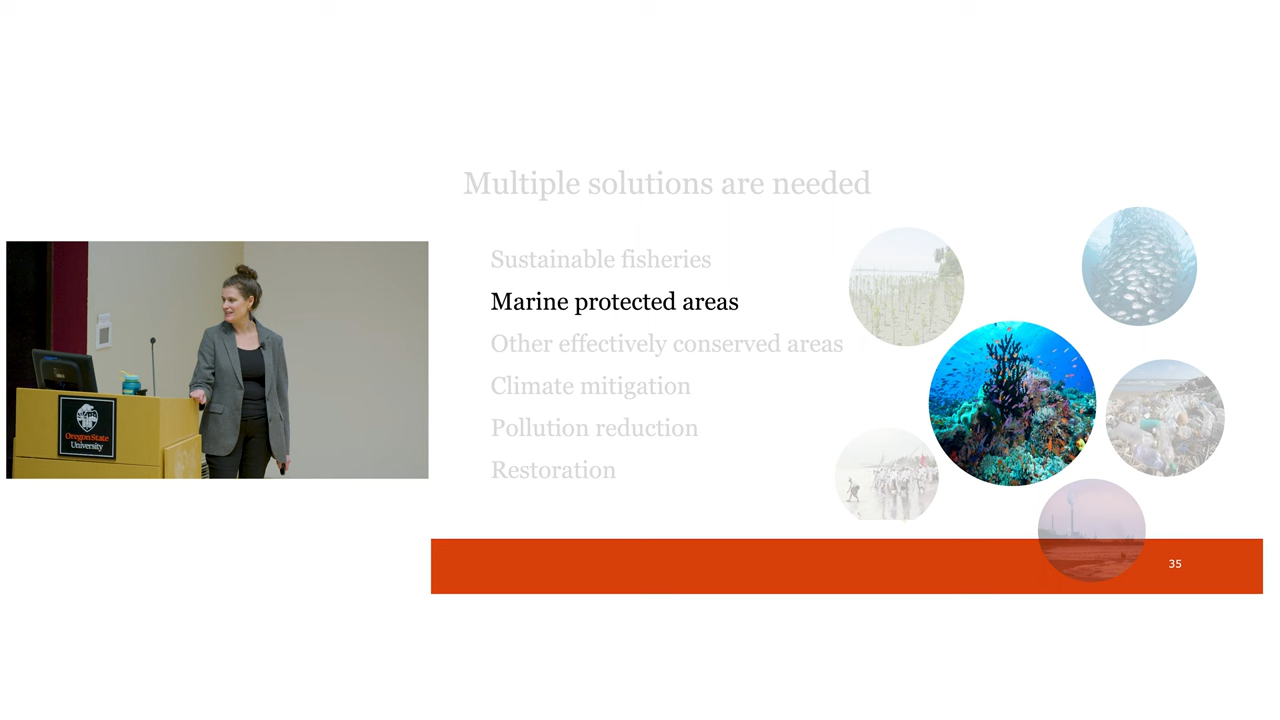 Multiple solutions are needed
Sustainable fisheries
Marine protected areas
Other effectively conserved areas
Climate mitigation
Pollution reduction
Restoration
35
Oregon State
University